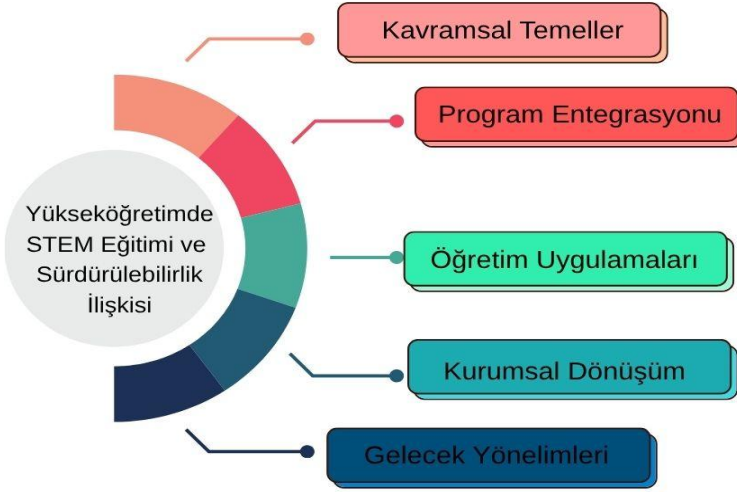 Kavramsal Temeller
Program Entegrasyonu
Yükseköğretimde
STEM Eğitimi ve
Sürdürülebilirlik
İlişkisi
Öğretim Uygulamaları
Kurumsal Dönüşüm
Gelecek Yönelimleri